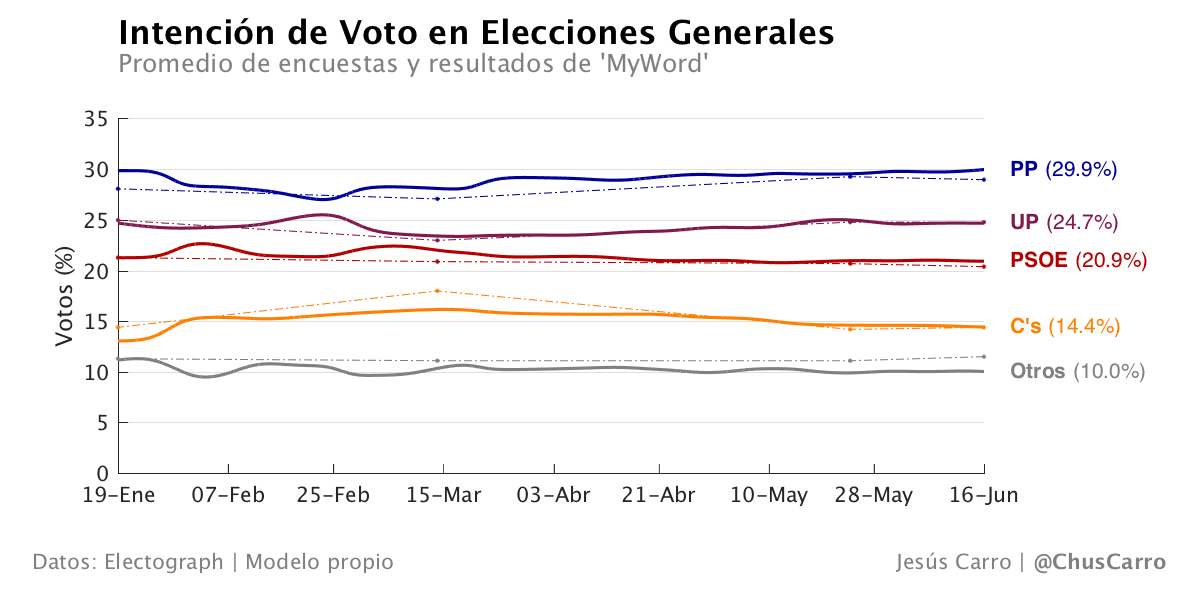 Intención de Voto en Elecciones Generales
Promedio de encuestas y resultados de 'MyWord'
Votos (%)
35
30
25
20
15
10
5
0
19-Ene 07-Feb 25-Feb 15-Mar 03-Abr 21-Abr 10-May 28-May 16-Jun
PP (29.9%)
UP (24.7%)
PSOE (20.9%)
C's (14.4%)
Otros (10.0%)
Datos: Electograph | Modelo propio
Jesús Carro | @ChusCarro